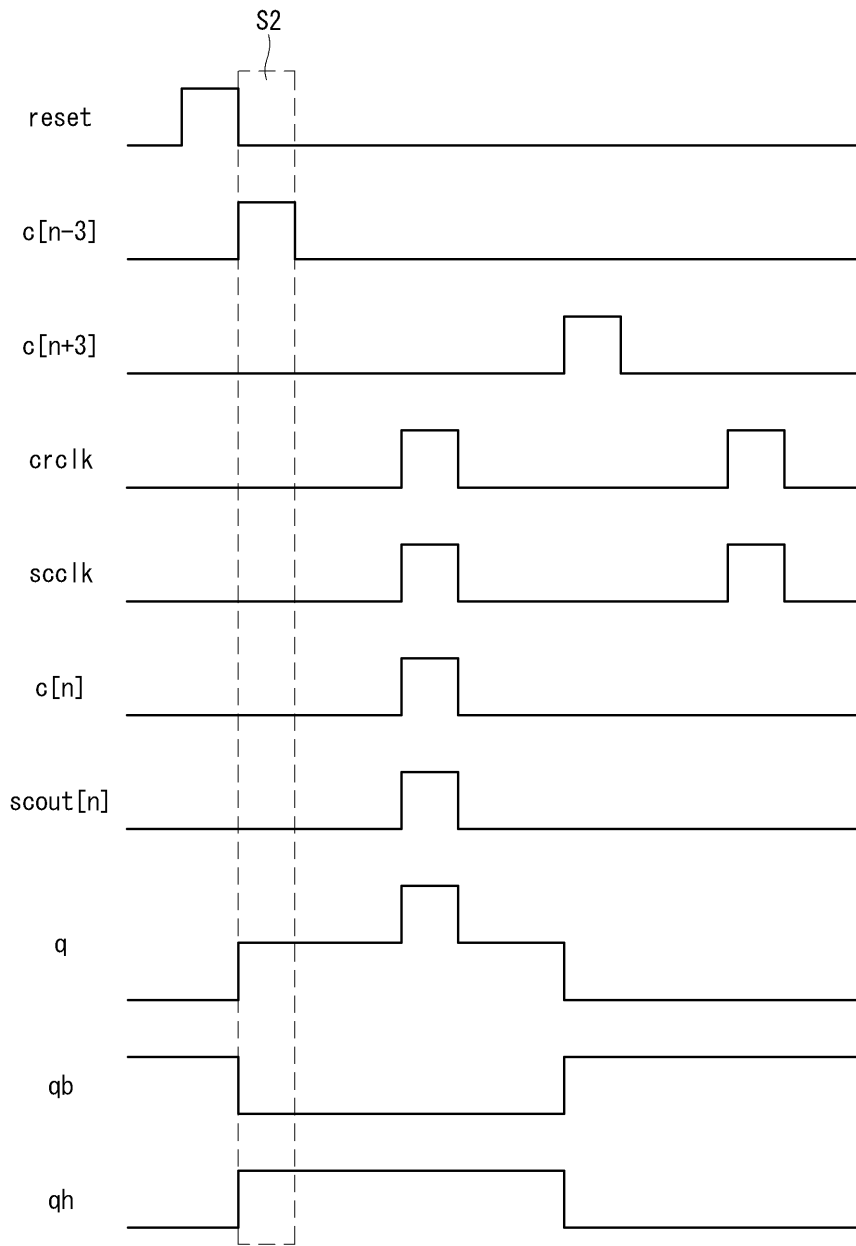 S2
reset
c[n-3]
c[n+3]
crclk
scclk
c[n]
scout[n]
q
qb
qh